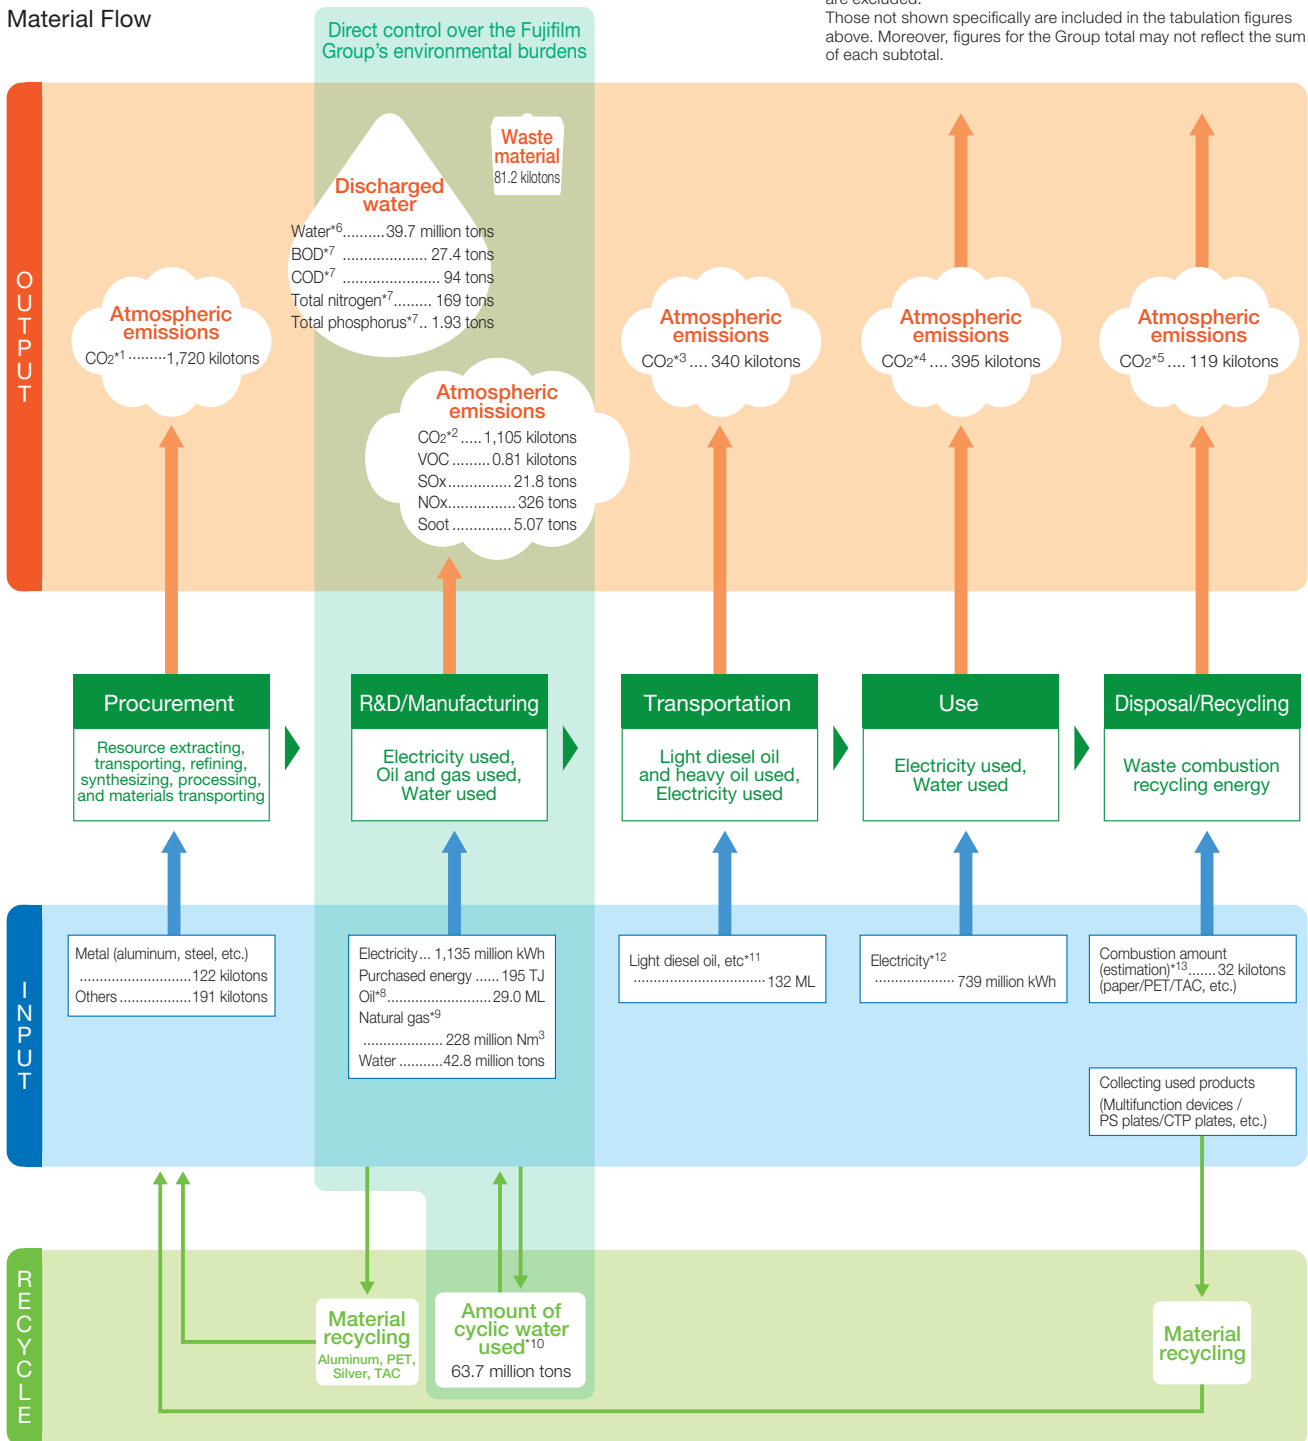 are excluded.
Those not shown specifically are included in the tabulation figures
above. Moreover, figures for the Group total may not reflect the sum
of each subtotal.
Material Flow
Direct control over the Fujifilm
Group’s environmental burdens
OUTPUT
Waste
material
81.2 kilotons
Discharged
water
Water*6..........39.7 million tons
BOD*7 .................... 27.4 tons
COD*7 ....................... 94 tons
Total nitrogen*7......... 169 tons
Total phosphorus*7.. 1.93 tons
Atmospheric
emissions
CO2*1 ·········1,720 kilotons
Atmospheric
emissions
CO2*2 ..... 1,105 kilotons
VOC ......... 0.81 kilotons
SOx............... 21.8 tons
NOx................ 326 tons
Soot .............. 5.07 tons
Atmospheric
emissions
CO2*3 .... 340 kilotons
Atmospheric
emissions
CO2*4 .... 395 kilotons
Atmospheric
emissions
CO2*5 .... 119 kilotons
Procurement
Resource extracting,
transporting, refining,
synthesizing, processing,
and materials transporting
R&D/Manufacturing
Electricity used,
Oil and gas used,
Water used
Transportation
Light diesel oil
and heavy oil used,
Electricity used
Use
Electricity used,
Water used
Disposal/Recycling
Waste combustion
recycling energy
INPUT
Metal (aluminum, steel, etc.)
..........................122 kilotons
Others .................191 kilotons
Electricity... 1,135 million kWh
Purchased energy ...... 195 TJ
Oil*8.......................... 29.0 ML
Natural gas*9
.................... 228 million Nm3
Water ...........42.8 million tons
Light diesel oil, etc*11
································· 132 ML
Electricity*12
···················· 739 million kWh
Combustion amount
(estimation)*13....... 32 kilotons
(paper/PET/TAC, etc.)
Collecting used products
(Multifunction devices /
PS plates/CTP plates, etc.)
RECYCLE
Material
recycling
Aluminum, PET,
Silver, TAC
Amount of
cyclic water
used*10
63.7 million tons
Material
recycling